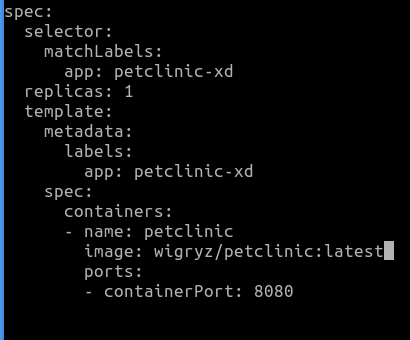 spec:
  selector:
    matchLabels:
      app: petclinic-xd
  replicas: 1
  template:
    metadata:
      labels:
        app: petclinic-xd
    spec:
      containers:
      - name: petclinic
        image: wigryz/petclinic:latest
        ports:
        - containerPort: 8080